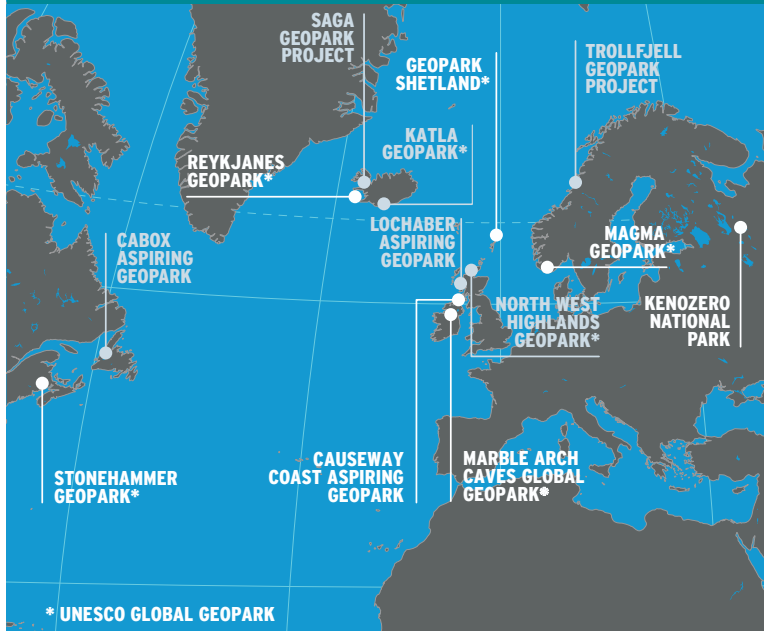 SAGA
GEOPARK
PROJECT
GEOPARK
SHETLAND*
TROLLFJELL
GEOPARK
PROJECT
KATLA
GEOPARK*
REYKJANES
GEOPARK*
LOCHABER
ASPIRING
GEOPARK
MAGMA
GEOPARK*
CABOX
ASPIRING
GEOPARK
NORTH WEST
HIGHLANDS
GEOPARK*
KENOZERO
NATIONAL
PARK
STONEHAMMER
GEOPARK*
CAUSEWAY
COAST ASPIRING
GEOPARK
MARBLE ARCH
CAVES GLOBAL
GEOPARK*
* UNESCO GLOBAL GEOPARK